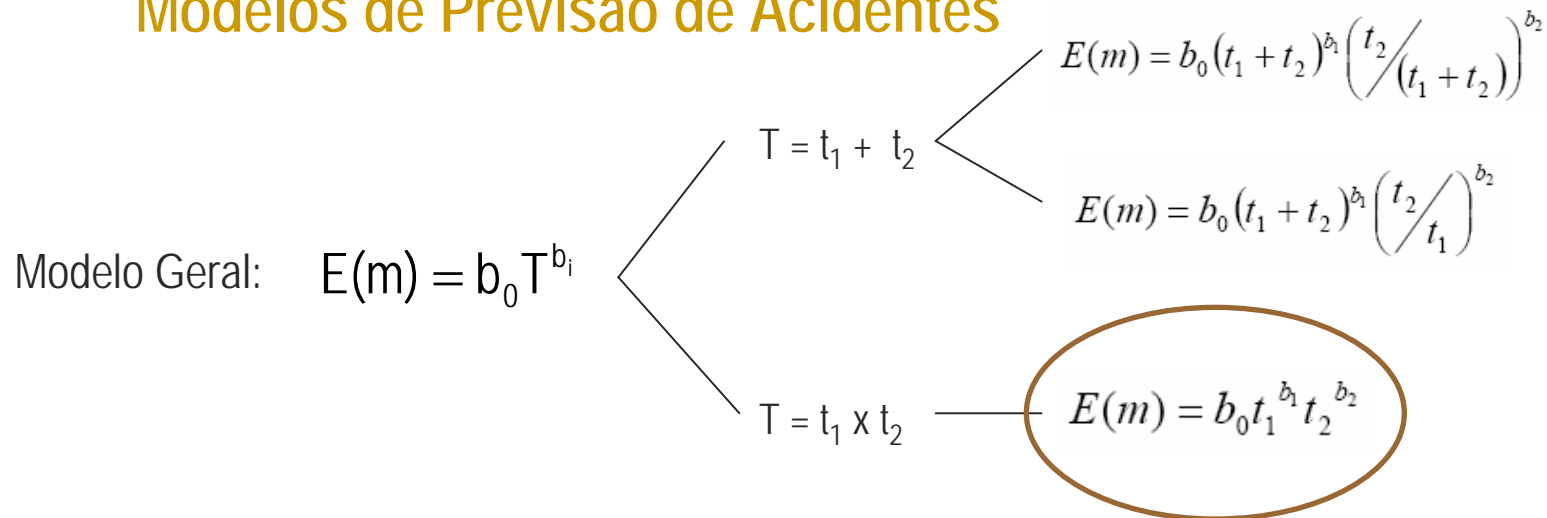 Modelos de Previsão de Acidentes
E(m) = b₀(t₁ + t₂)^b₁ (t₂/(t₁ + t₂))^b₂
T = t₁ + t₂
E(m) = b₀(t₁ + t₂)^b₁ (t₂/t₁)^b₂
Modelo Geral: E(m) = b₀T^bᵢ
T = t₁ x t₂
E(m) = b₀t₁^b₁ t₂^b₂